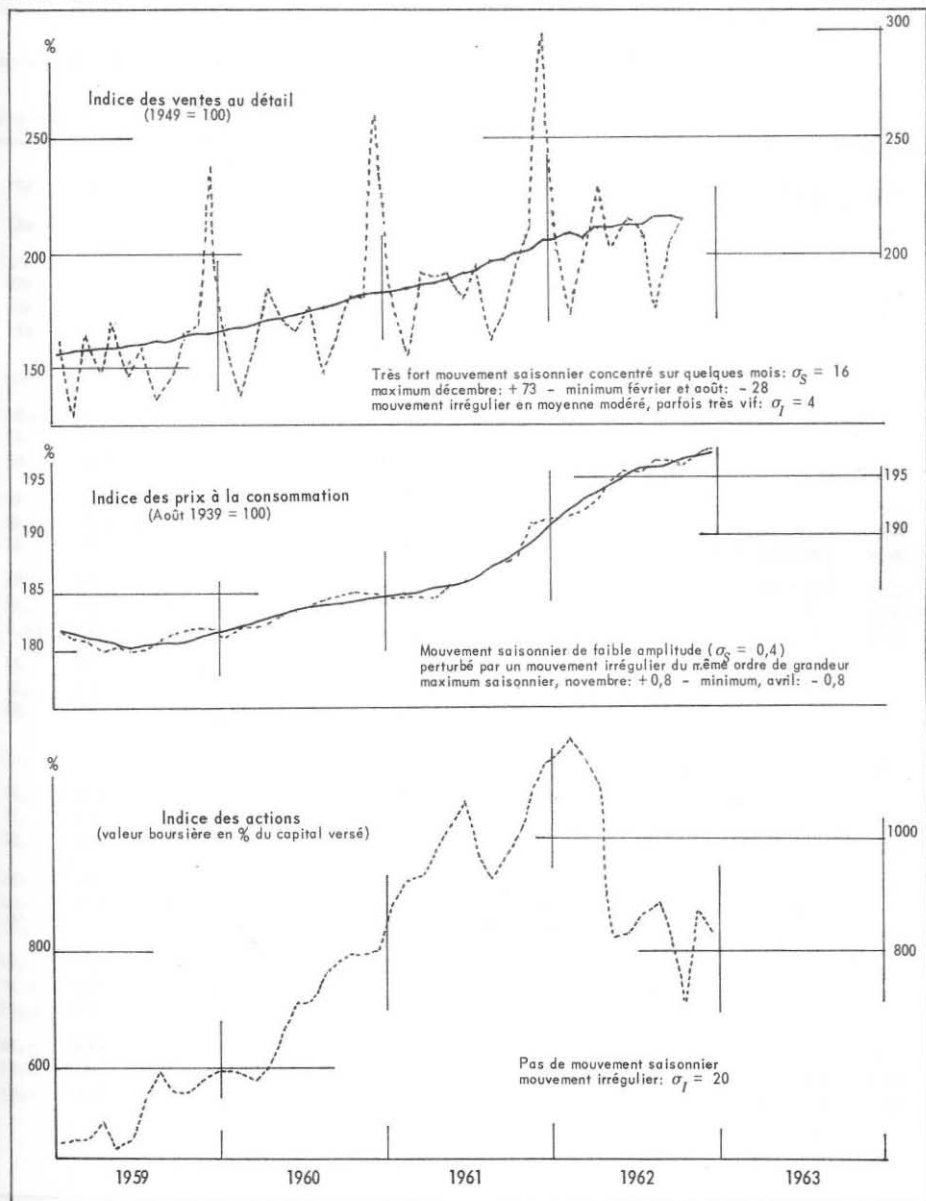 300
%
Indice des ventes au détail
(1949 = 100)
250
250
200
200
150
Très fort mouvement saisonnier concentré sur quelques mois: σS = 16
maximum décembre: + 73 - minimum février et août: - 28
mouvement irrégulier en moyenne modéré, parfois très vif: σI = 4
%
195
195
Indice des prix à la consommation
(Août 1939 = 100)
190
190
185
185
180
Mouvement saisonnier de faible amplitude (σS = 0,4)
perturbé par un mouvement irrégulier du même ordre de grandeur
maximum saisonnier, novembre: +0,8 - minimum, avril: - 0,8
%
Indice des actions
(valeur boursière en % du capital versé)
1000
800
800
600
Pas de mouvement saisonnier
mouvement irrégulier: σI = 20
1959 1960 1961 1962 1963